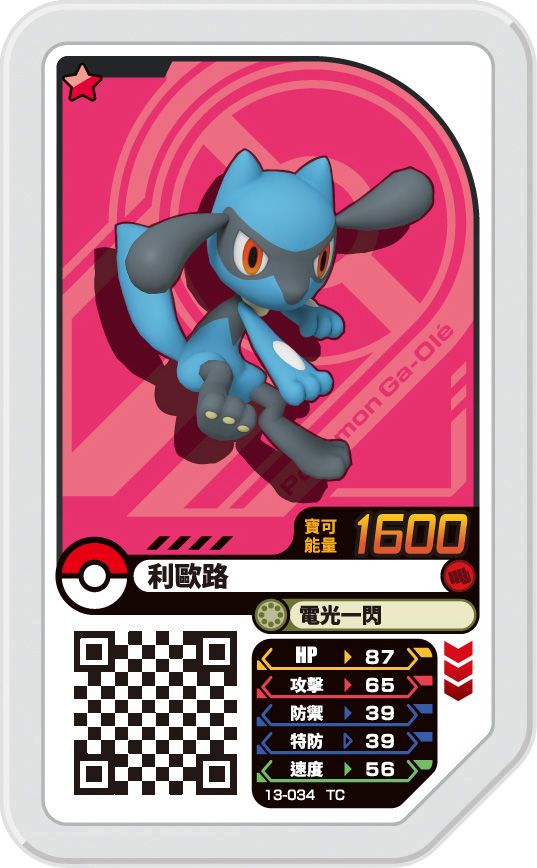 Pokémon Ga-Olé
寶可
能量 1600
利歐路
電光一閃
HP 87
攻擊 65
防禦 39
特防 39
速度 56
13-034 TC